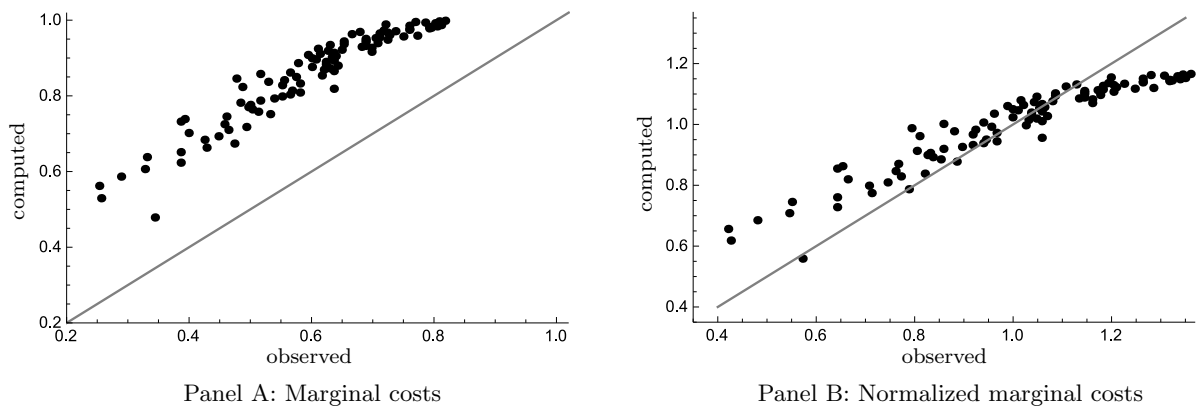 computed
1.0
0.8
0.6
0.4
0.2
0.2 0.4 0.6 0.8 1.0
observed
Panel A: Marginal costs
computed
1.2
1.0
0.8
0.6
0.4
0.4 0.6 0.8 1.0 1.2
observed
Panel B: Normalized marginal costs